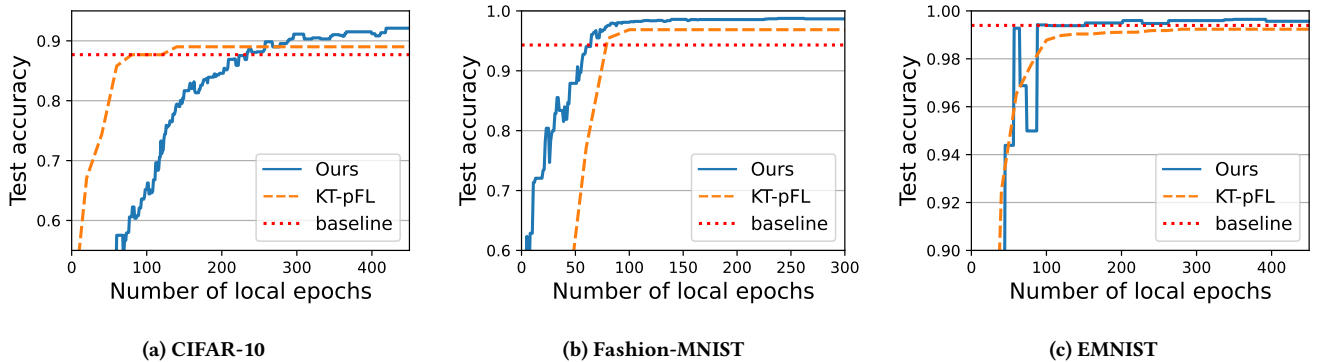 0.9
0.8
0.7
0.6
Test accuracy
0
100
200
300
400
Number of local epochs
Ours
KT-pFL
baseline
(a) CIFAR-10
1.0
0.9
0.8
0.7
0.6
Test accuracy
0
50
100
150
200
250
300
Number of local epochs
Ours
KT-pFL
baseline
(b) Fashion-MNIST
1.00
0.98
0.96
0.94
0.92
0.90
Test accuracy
0
100
200
300
400
Number of local epochs
Ours
KT-pFL
baseline
(c) EMNIST